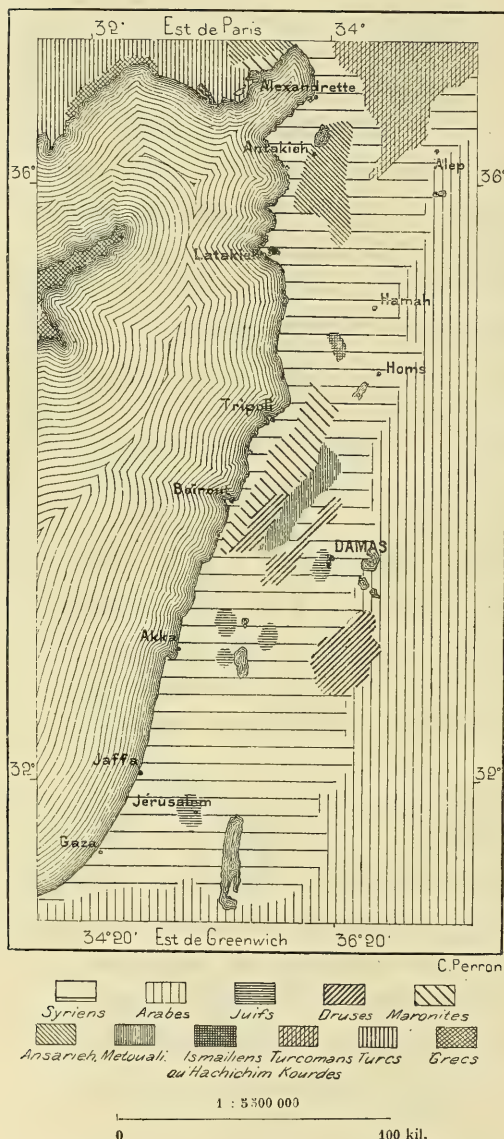 32° Est de Paris 34°
Alexandrette
Antakieh
Alep
36° 36°
Latakieh
Hamah
Homs
Tripoli
Beirout
DAMAS
Akka
Jaffa
32° 32°
Jérusalem
Gaza
34°20' Est de Greenwich 36°20'
C. Perron
Syriens Arabes Juifs Druses Maronites
Ansarieh. Metouali. Ismaïliens Turcomans Turcs Grecs
ou Hachichim Kourdes
1 : 5 500 000
0 100 kil.